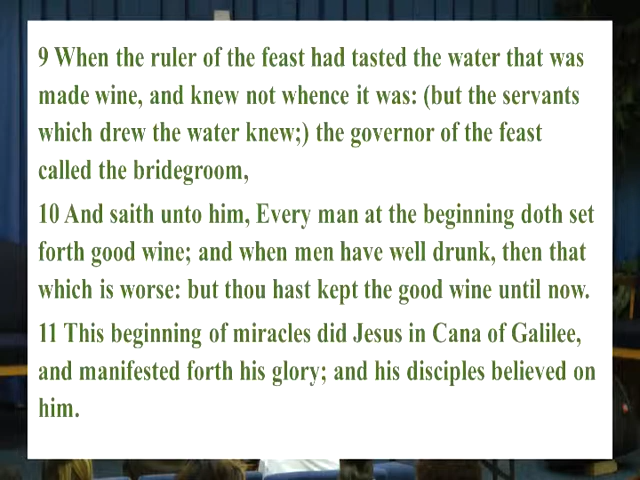 9 When the ruler of the feast had tasted the water that was
made wine, and knew not whence it was: (but the servants
which drew the water knew;) the governor of the feast
called the bridegroom,
10 And saith unto him, Every man at the beginning doth set
forth good wine; and when men have well drunk, then that
which is worse: but thou hast kept the good wine until now.
11 This beginning of miracles did Jesus in Cana of Galilee,
and manifested forth his glory; and his disciples believed on
him.